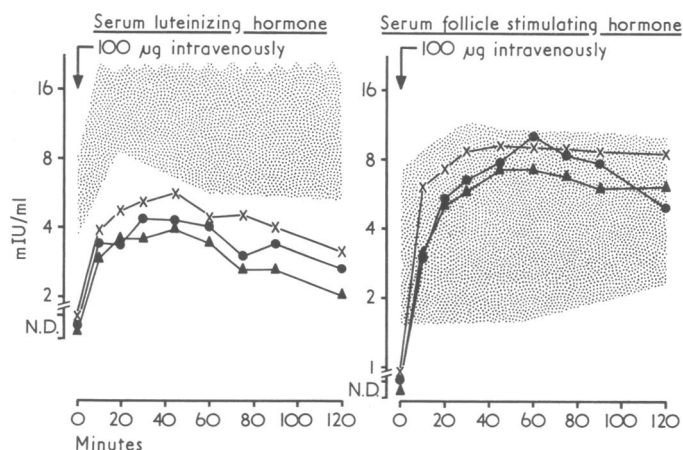 Serum luteinizing hormone
100 µg intravenously
16
8
4
2
N.D.
mIU/ml
0 20 40 60 80 100 120
Minutes
Serum follicle stimulating hormone
100 µg intravenously
16
8
4
2
1
N.D.
0 20 40 60 80 100 120